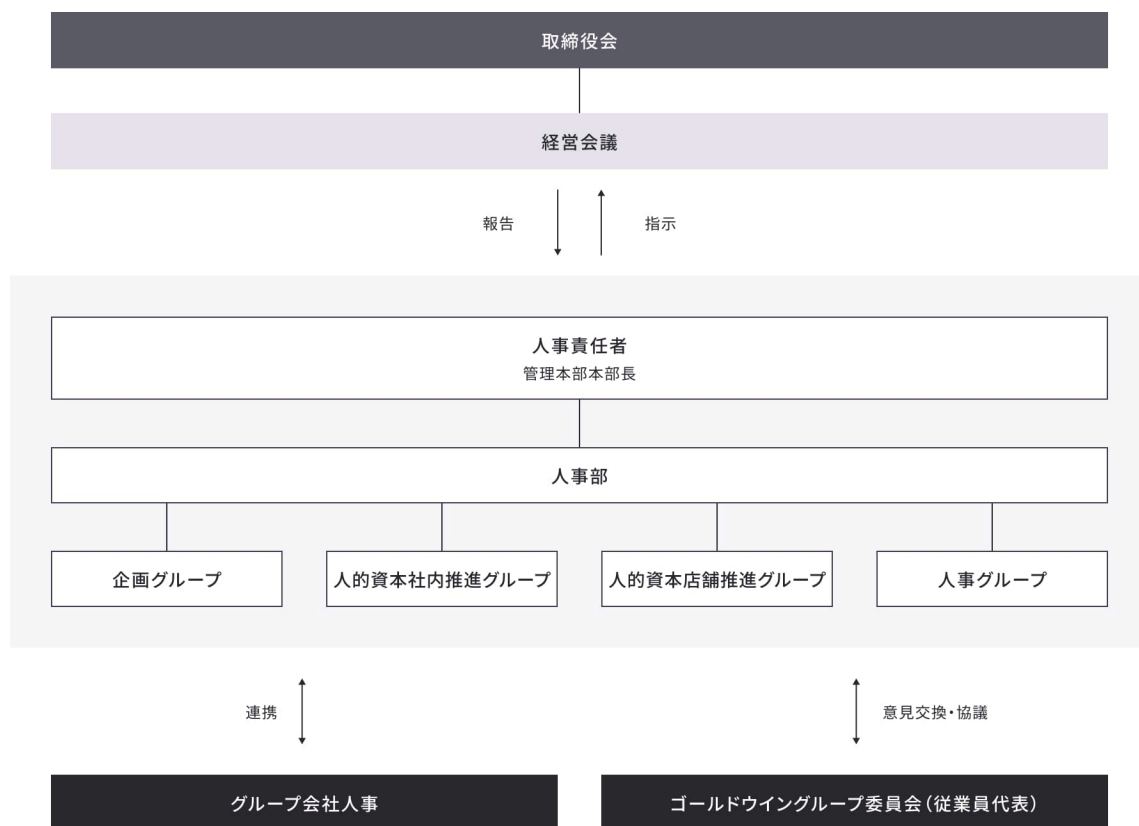 取締役会
経営会議
報告
指示
人事責任者
管理本部本部長
人事部
企画グループ
人的資本社内推進グループ
人的資本店舗推進グループ
人事グループ
連携
意見交換・協議
グループ会社人事
ゴールドウイングループ委員会(従業員代表)